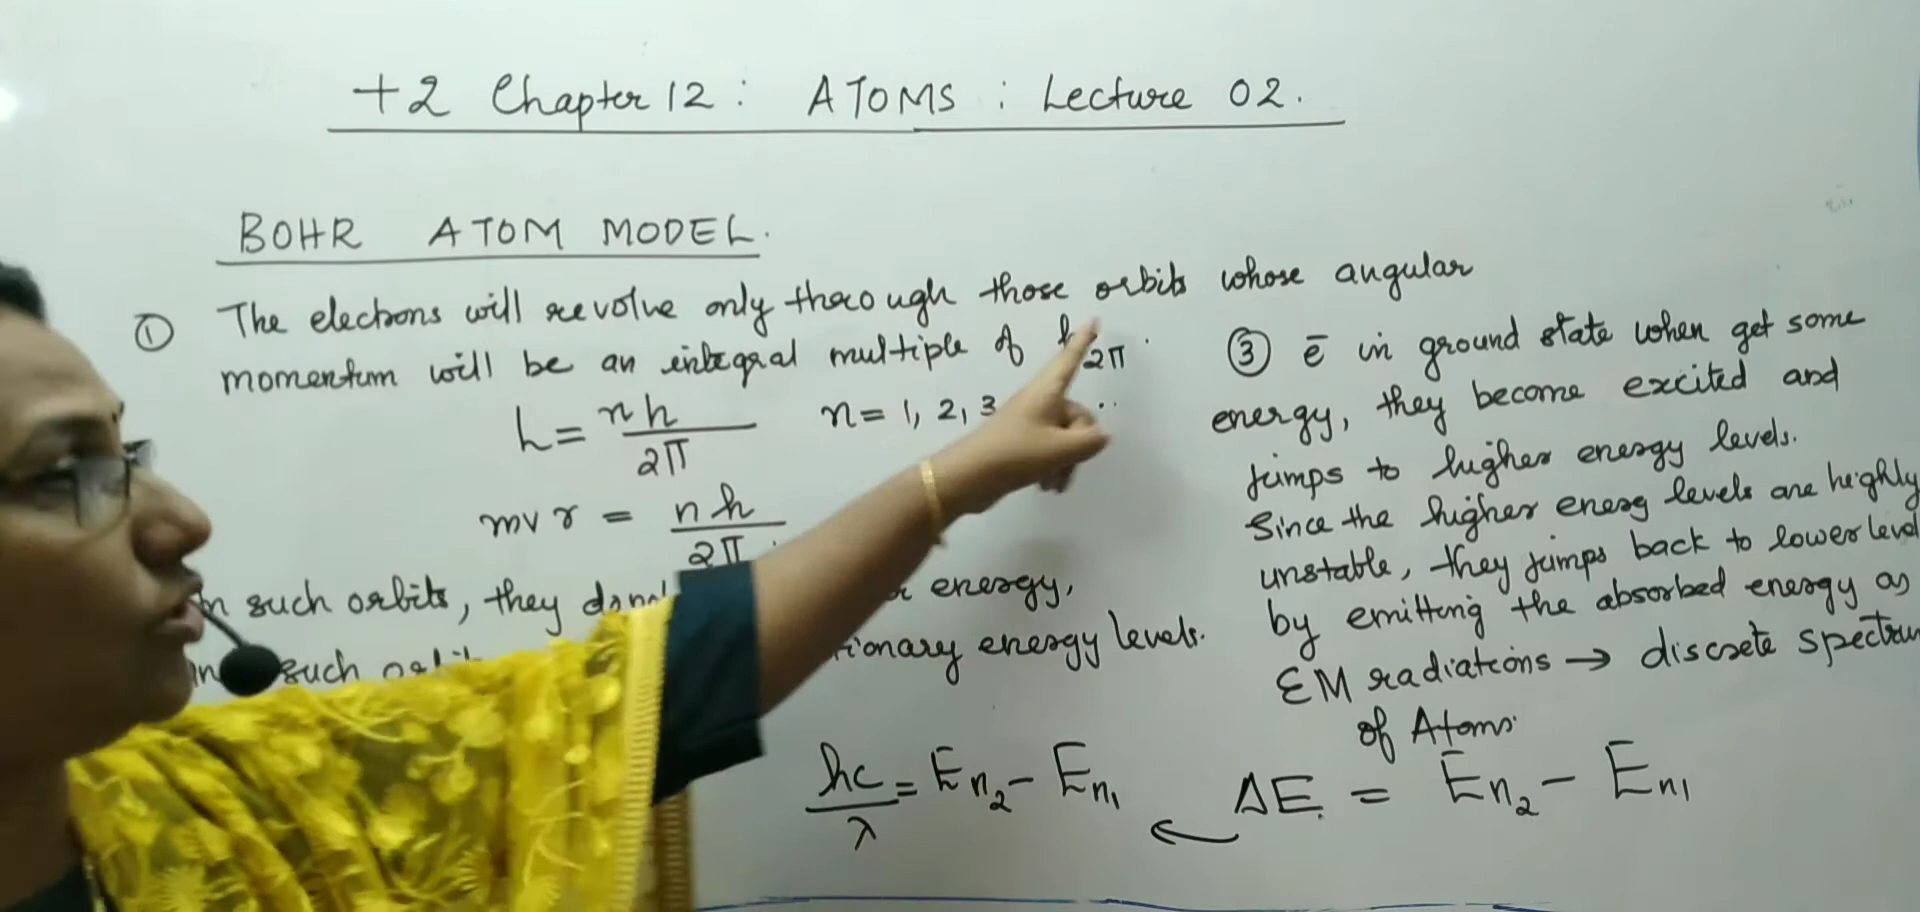 +2 Chapter 12: ATOMS : Lecture 02.
BOHR ATOM MODEL.
① The electrons will revolve only through those orbits whose angular
momentum will be an integral multiple of 2π.
L = nh/2π n = 1, 2, 3 ..
mvr = nh/2π.
such orbits, they energy,
such energy levels.
③ ē in ground state when get some
energy, they become excited and
jumps to higher energy levels.
Since the higher energy levels are highly
unstable, they jumps back to lower level
by emitting the absorbed energy as
EM radiations → discrete spectrum
of Atoms.
ΔE = En₂ - En₁
hc/λ = En₂ - En₁ ←